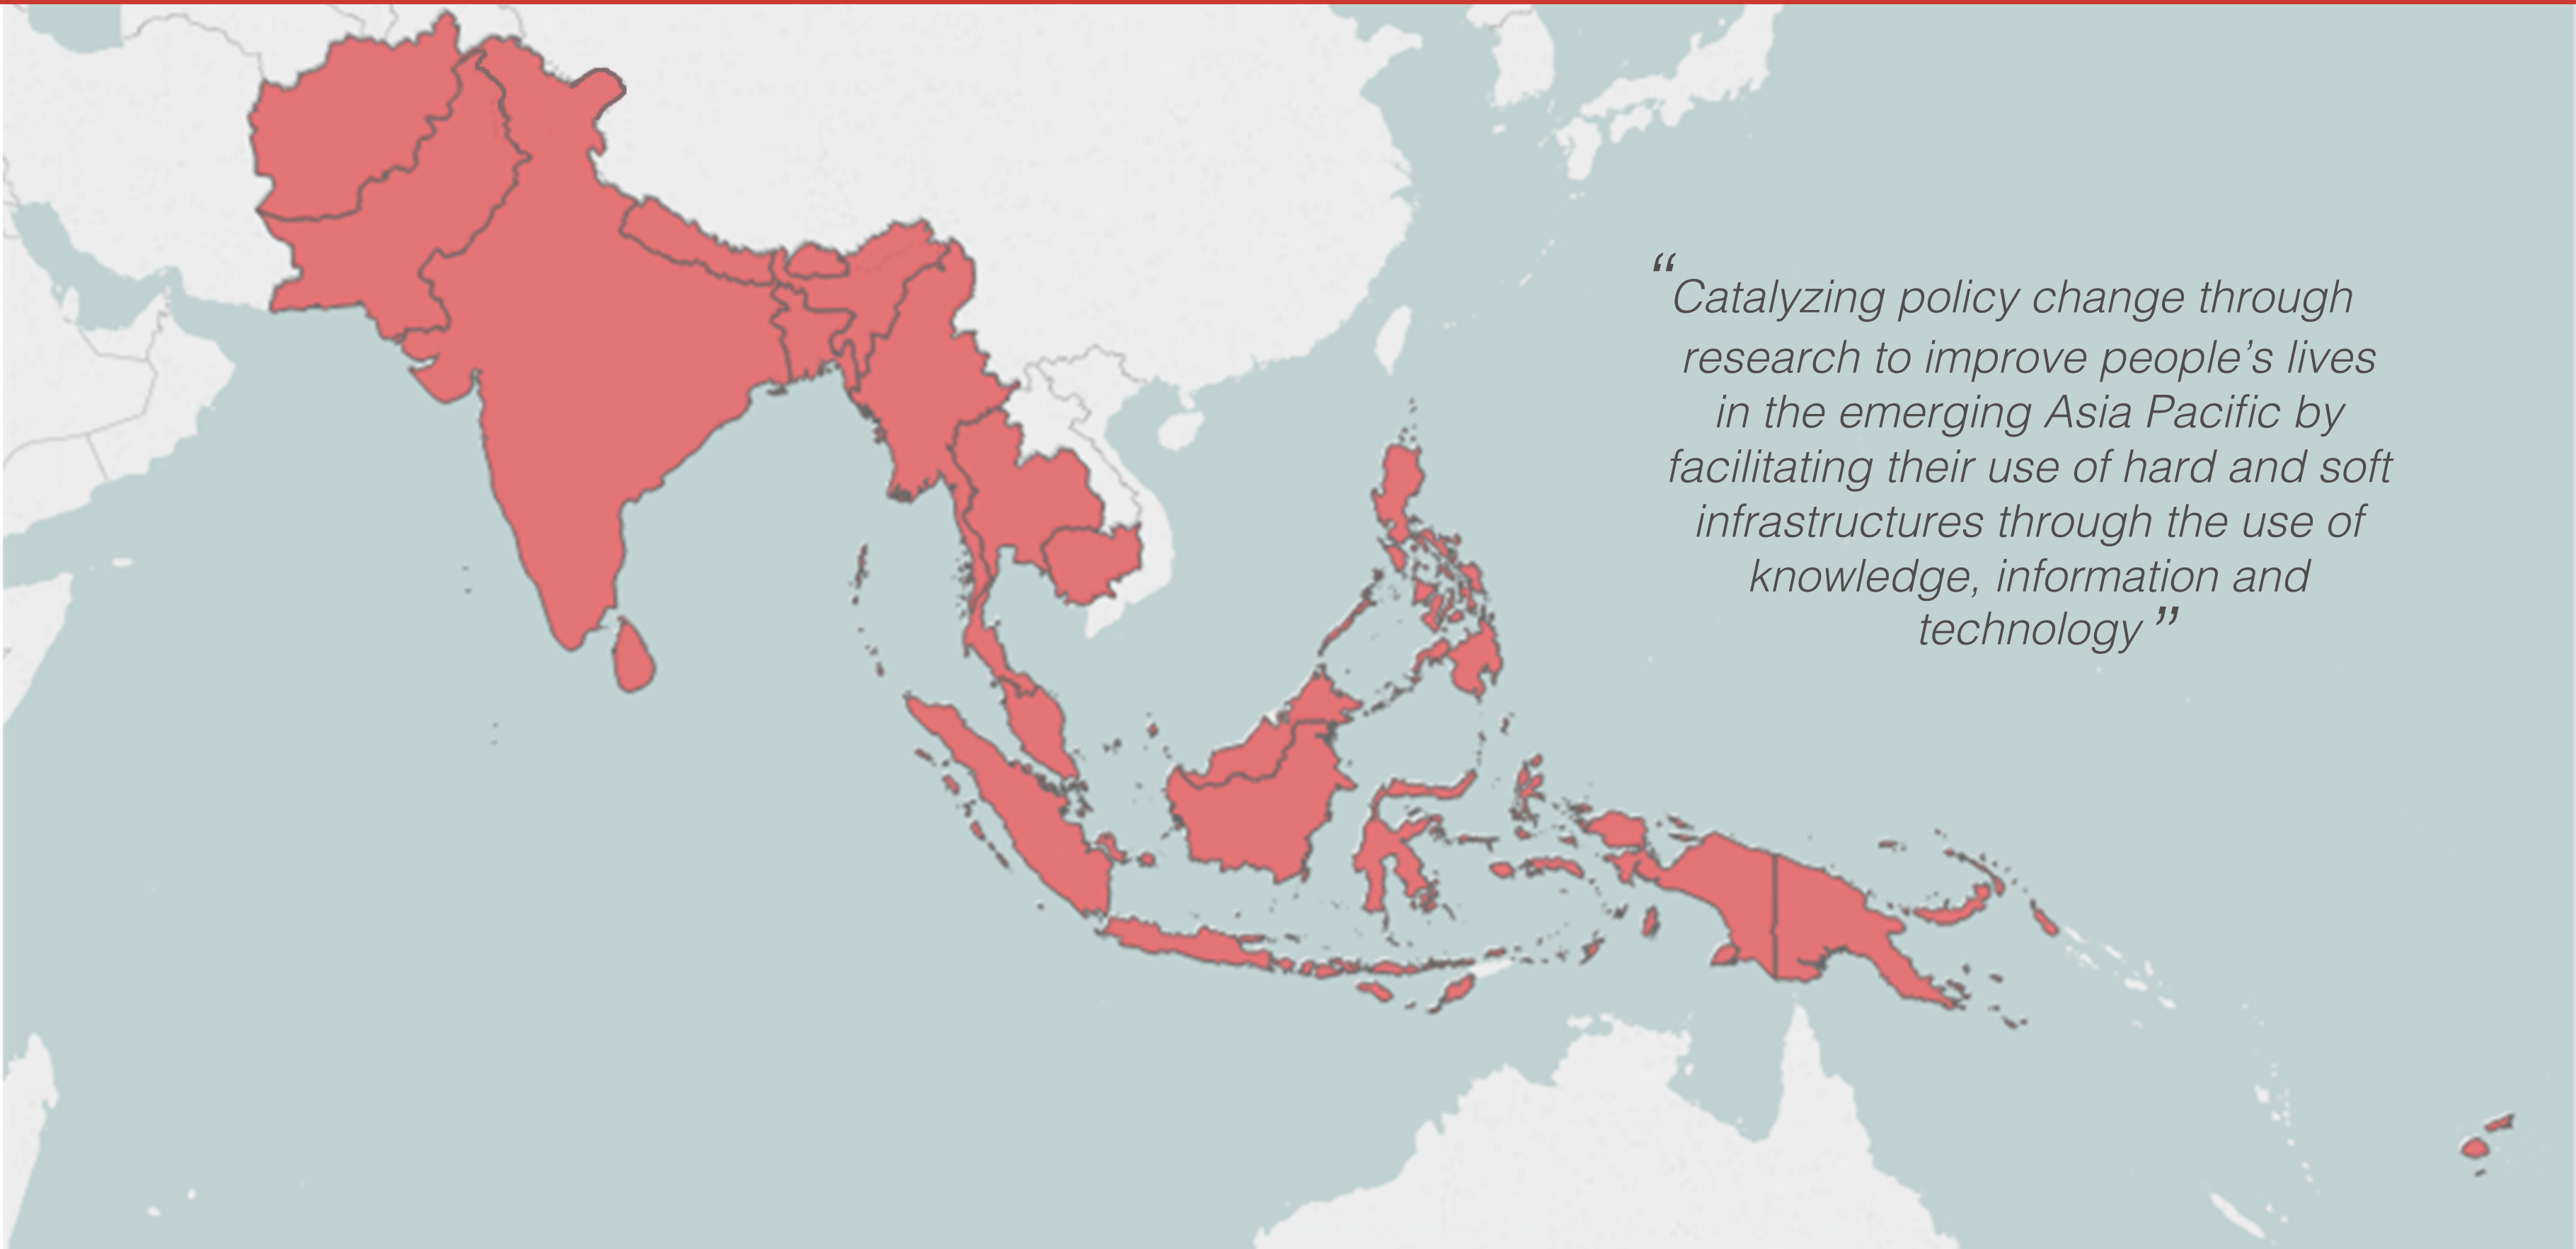 “Catalyzing policy change through
research to improve people’s lives
in the emerging Asia Pacific by
facilitating their use of hard and soft
infrastructures through the use of
knowledge, information and
technology”